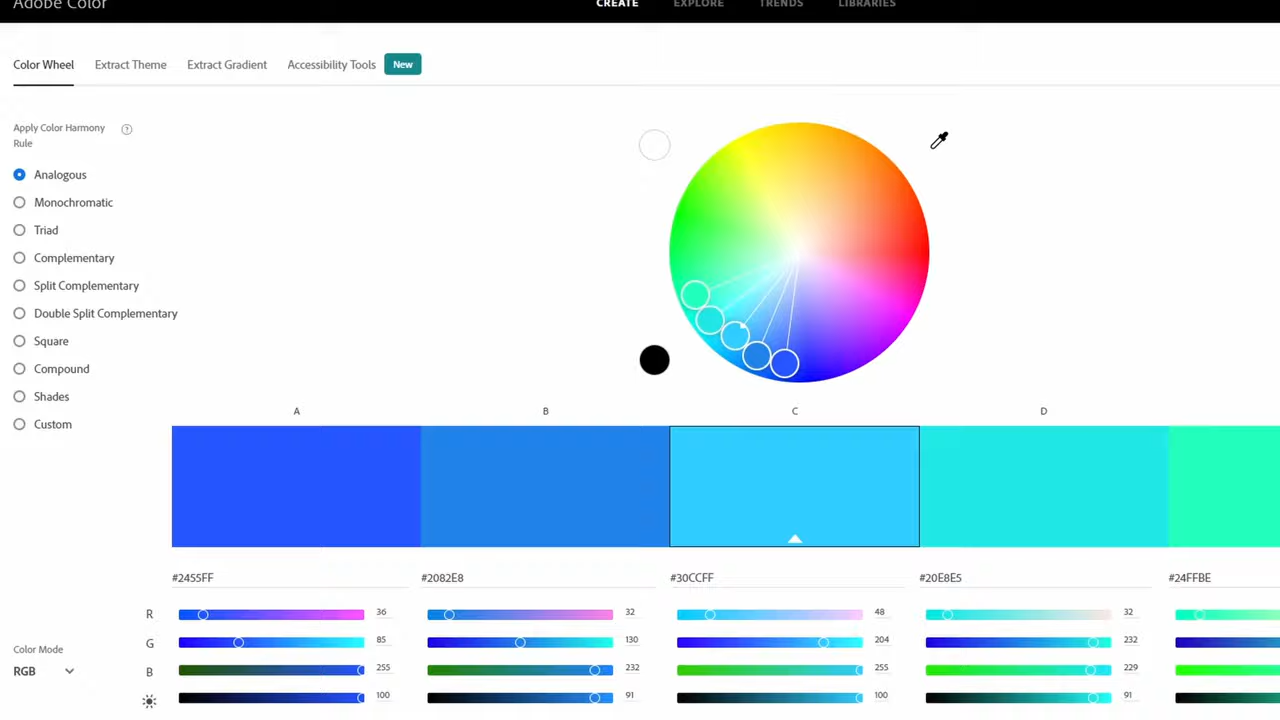 Adobe Color
CREATE EXPLORE TRENDS LIBRARIES
Color Wheel Extract Theme Extract Gradient Accessibility Tools New
Apply Color Harmony ?
Rule
Analogous
Monochromatic
Triad
Complementary
Split Complementary
Double Split Complementary
Square
Compound
Shades
Custom
A B C D
#2455FF #2082E8 #30CCFF #20E8E5 #24FFBE
R 36 32 48 32
G 85 130 204 232
Color Mode
RGB
B 255 232 255 229
100 91 100 91